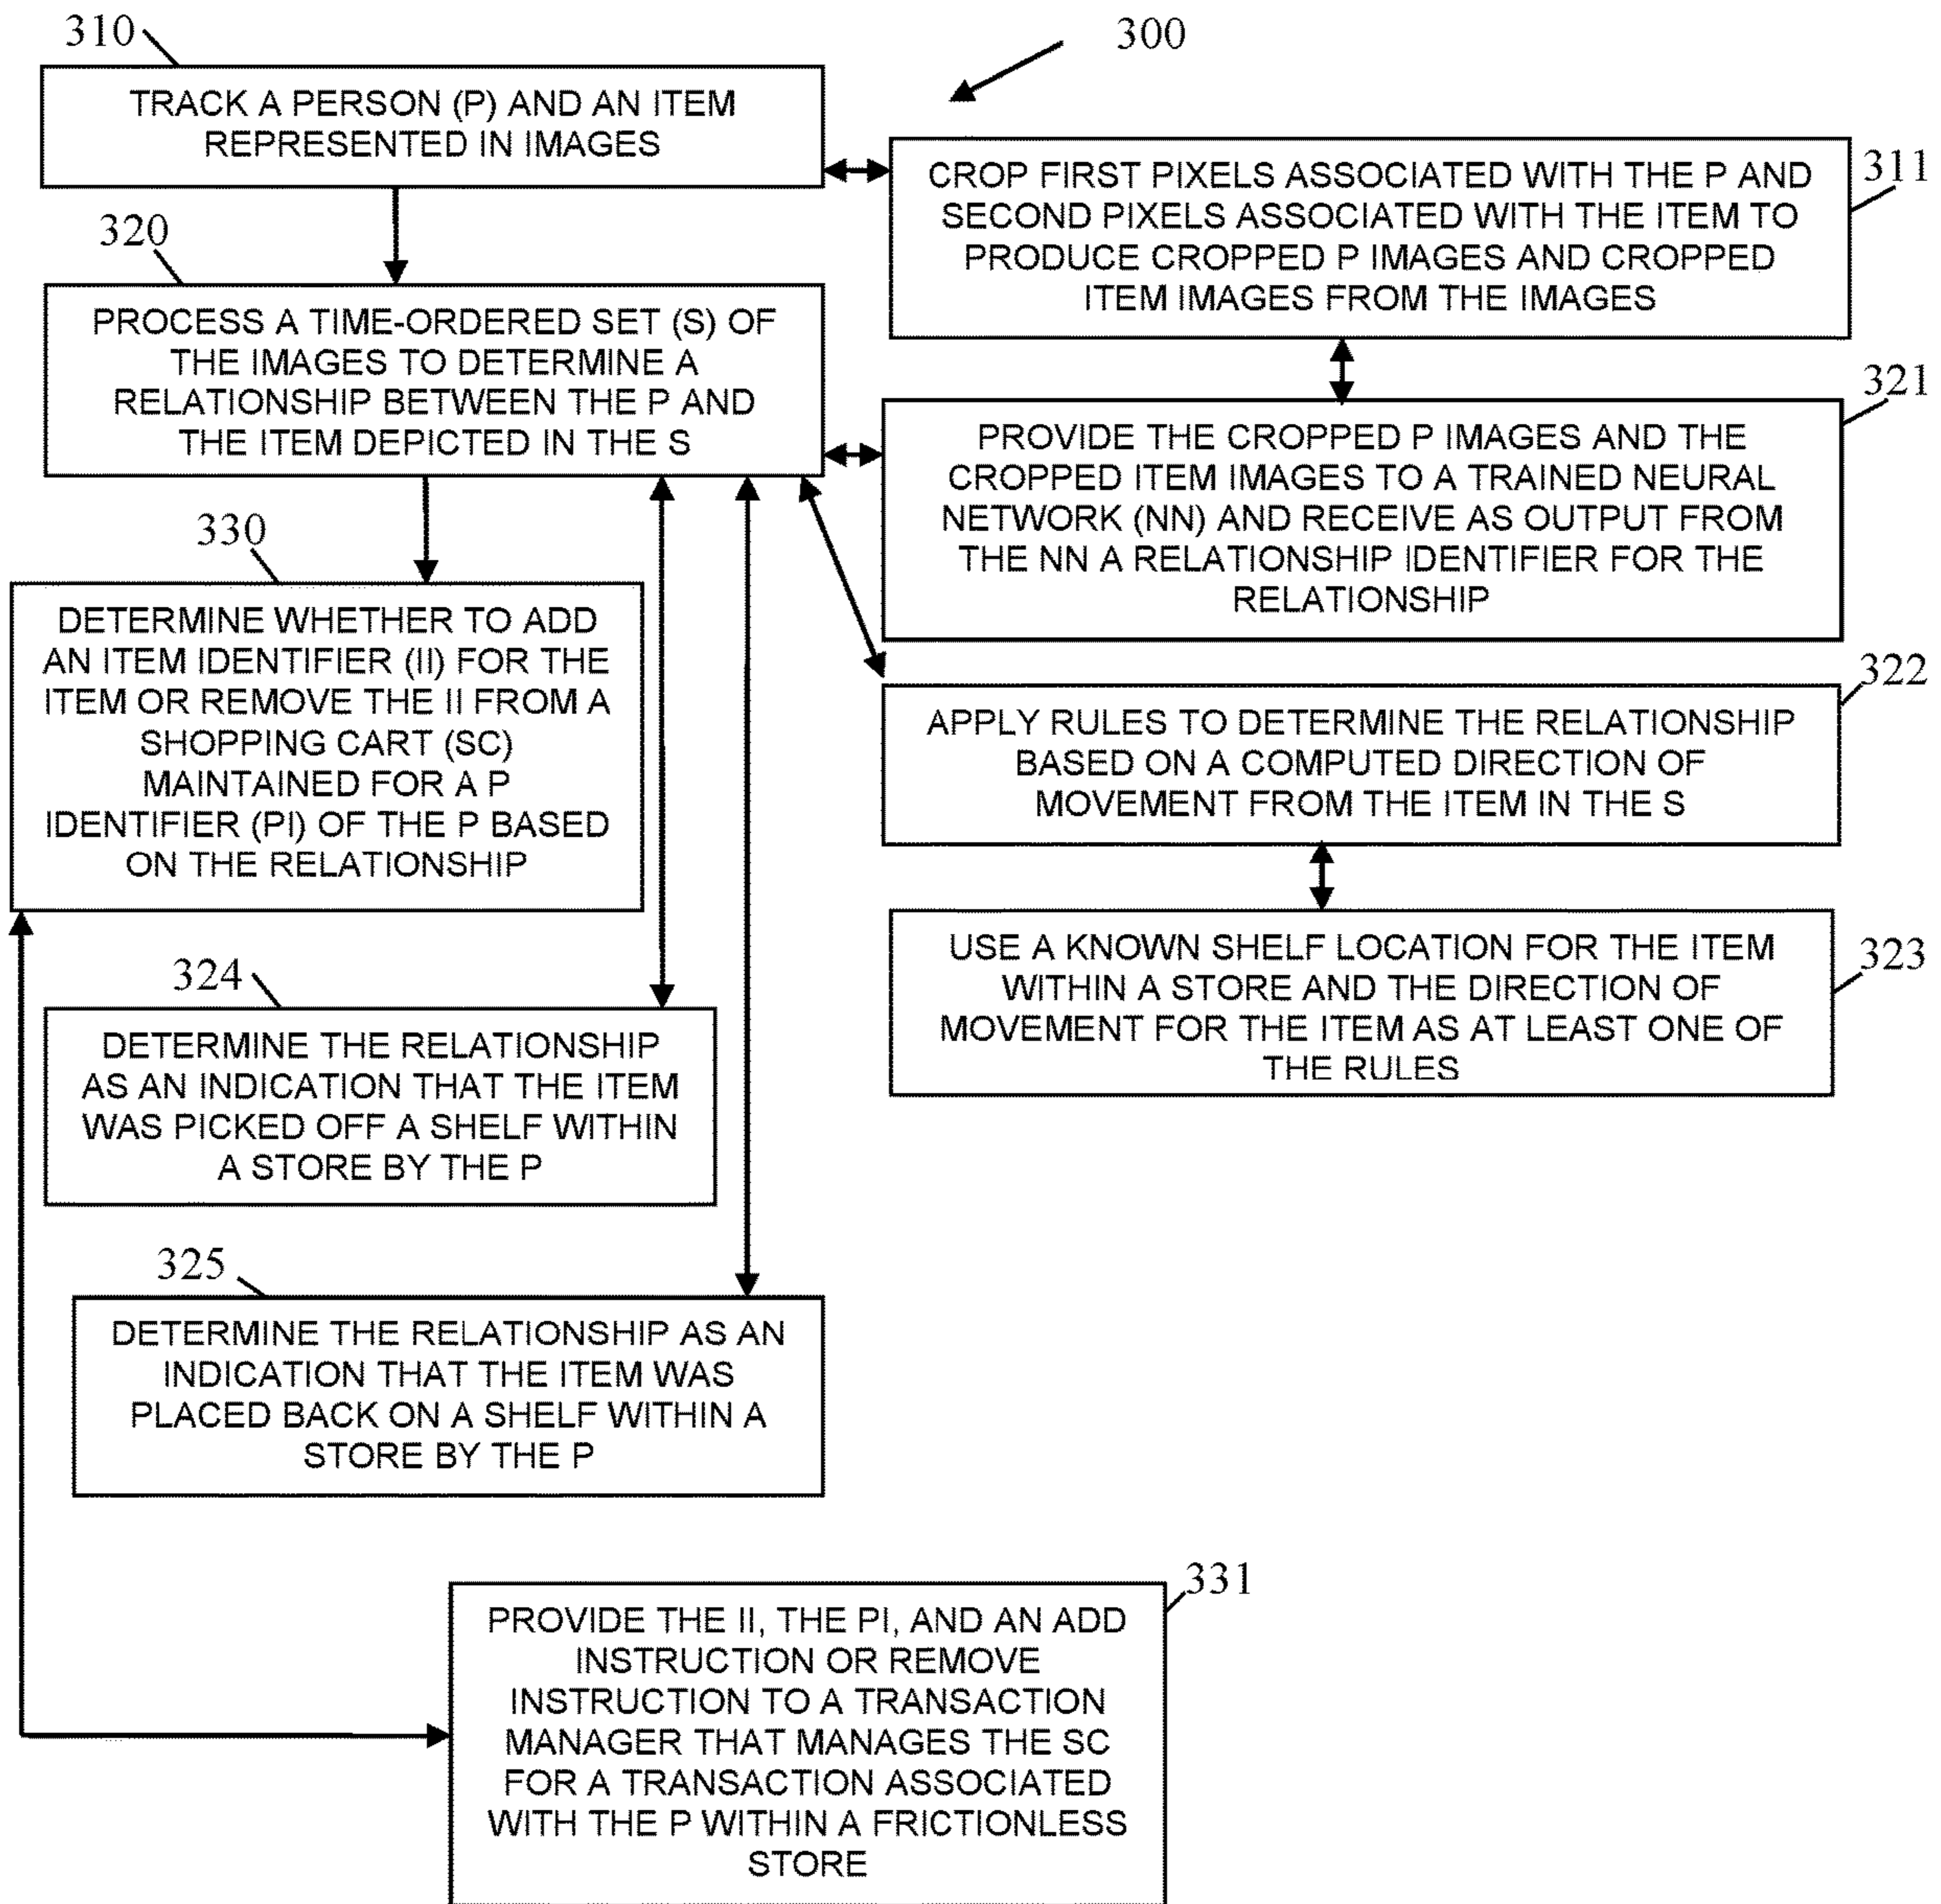 310
300
TRACK A PERSON (P) AND AN ITEM
REPRESENTED IN IMAGES
311
CROP FIRST PIXELS ASSOCIATED WITH THE P AND
SECOND PIXELS ASSOCIATED WITH THE ITEM TO
PRODUCE CROPPED P IMAGES AND CROPPED
ITEM IMAGES FROM THE IMAGES
320
PROCESS A TIME-ORDERED SET (S) OF
THE IMAGES TO DETERMINE A
RELATIONSHIP BETWEEN THE P AND
THE ITEM DEPICTED IN THE S
321
PROVIDE THE CROPPED P IMAGES AND THE
CROPPED ITEM IMAGES TO A TRAINED NEURAL
NETWORK (NN) AND RECEIVE AS OUTPUT FROM
THE NN A RELATIONSHIP IDENTIFIER FOR THE
RELATIONSHIP
330
DETERMINE WHETHER TO ADD
AN ITEM IDENTIFIER (II) FOR THE
ITEM OR REMOVE THE II FROM A
SHOPPING CART (SC)
MAINTAINED FOR A P
IDENTIFIER (PI) OF THE P BASED
ON THE RELATIONSHIP
322
APPLY RULES TO DETERMINE THE RELATIONSHIP
BASED ON A COMPUTED DIRECTION OF
MOVEMENT FROM THE ITEM IN THE S
323
USE A KNOWN SHELF LOCATION FOR THE ITEM
WITHIN A STORE AND THE DIRECTION OF
MOVEMENT FOR THE ITEM AS AT LEAST ONE OF
THE RULES
324
DETERMINE THE RELATIONSHIP
AS AN INDICATION THAT THE ITEM
WAS PICKED OFF A SHELF WITHIN
A STORE BY THE P
325
DETERMINE THE RELATIONSHIP AS AN
INDICATION THAT THE ITEM WAS
PLACED BACK ON A SHELF WITHIN A
STORE BY THE P
331
PROVIDE THE II, THE PI, AND AN ADD
INSTRUCTION OR REMOVE
INSTRUCTION TO A TRANSACTION
MANAGER THAT MANAGES THE SC
FOR A TRANSACTION ASSOCIATED
WITH THE P WITHIN A FRICTIONLESS
STORE